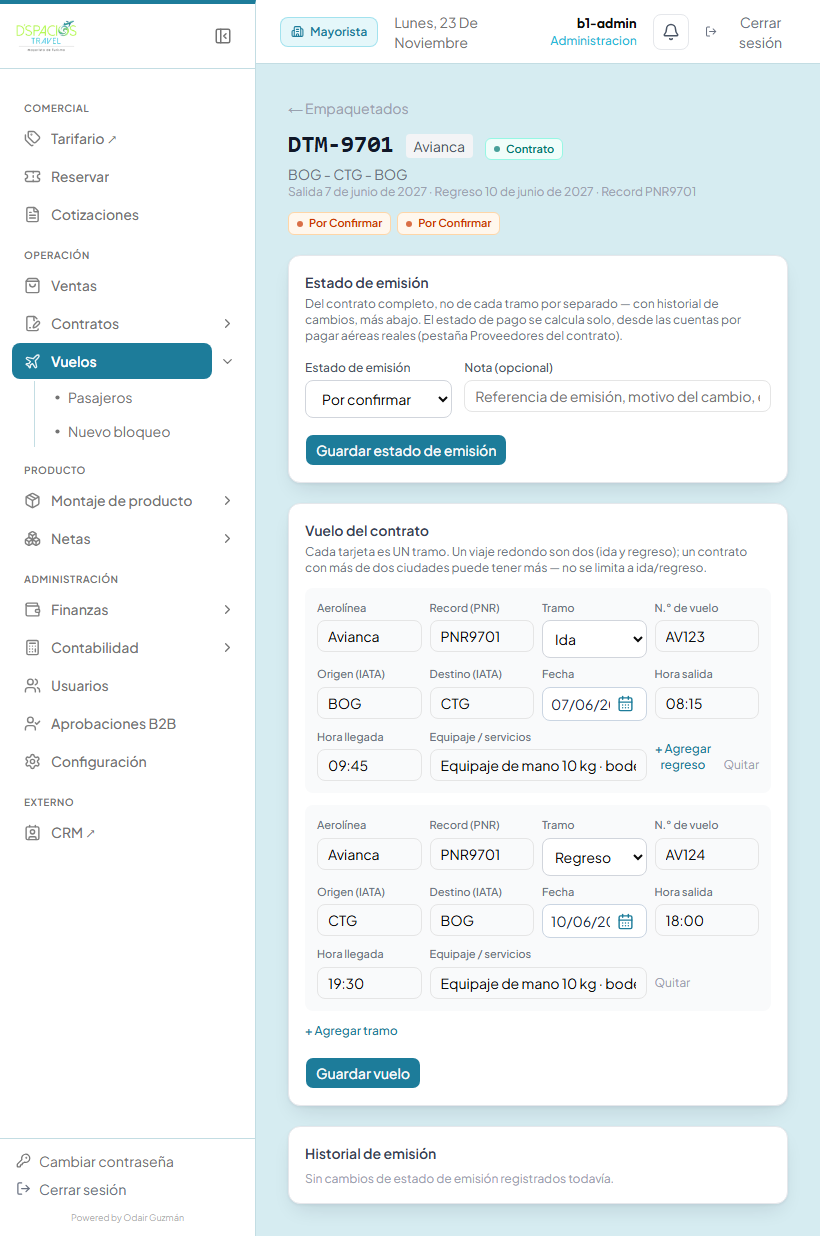 D'SPACIOS
TRAVEL
COMERCIAL
Tarifario ↗
Reservar
Cotizaciones
OPERACIÓN
Ventas
Contratos
Vuelos
• Pasajeros
• Nuevo bloqueo
PRODUCTO
Montaje de producto
Netas
ADMINISTRACIÓN
Finanzas
Contabilidad
Usuarios
Aprobaciones B2B
Configuración
EXTERNO
CRM ↗
Cambiar contraseña
Cerrar sesión
Powered by Odair Guzmán
Mayorista
Lunes, 23 De
Noviembre
b1-admin
Administracion
Cerrar
sesión
← Empaquetados
DTM-9701 Avianca • Contrato
BOG - CTG - BOG
Salida 7 de junio de 2027 · Regreso 10 de junio de 2027 · Record PNR9701
• Por Confirmar • Por Confirmar
Estado de emisión
Del contrato completo, no de cada tramo por separado — con historial de
cambios, más abajo. El estado de pago se calcula solo, desde las cuentas por
pagar aéreas reales (pestaña Proveedores del contrato).
Estado de emisión Nota (opcional)
Por confirmar Referencia de emisión, motivo del cambio,
Guardar estado de emisión
Vuelo del contrato
Cada tarjeta es UN tramo. Un viaje redondo son dos (ida y regreso); un contrato
con más de dos ciudades puede tener más — no se limita a ida/regreso.
Aerolínea Record (PNR) Tramo N.° de vuelo
Avianca PNR9701 Ida AV123
Origen (IATA) Destino (IATA) Fecha Hora salida
BOG CTG 07/06/20 08:15
Hora llegada Equipaje / servicios
09:45 Equipaje de mano 10 kg · bode
+ Agregar
regreso
Quitar
Aerolínea Record (PNR) Tramo N.° de vuelo
Avianca PNR9701 Regreso AV124
Origen (IATA) Destino (IATA) Fecha Hora salida
CTG BOG 10/06/20 18:00
Hora llegada Equipaje / servicios
19:30 Equipaje de mano 10 kg · bode Quitar
+ Agregar tramo
Guardar vuelo
Historial de emisión
Sin cambios de estado de emisión registrados todavía.